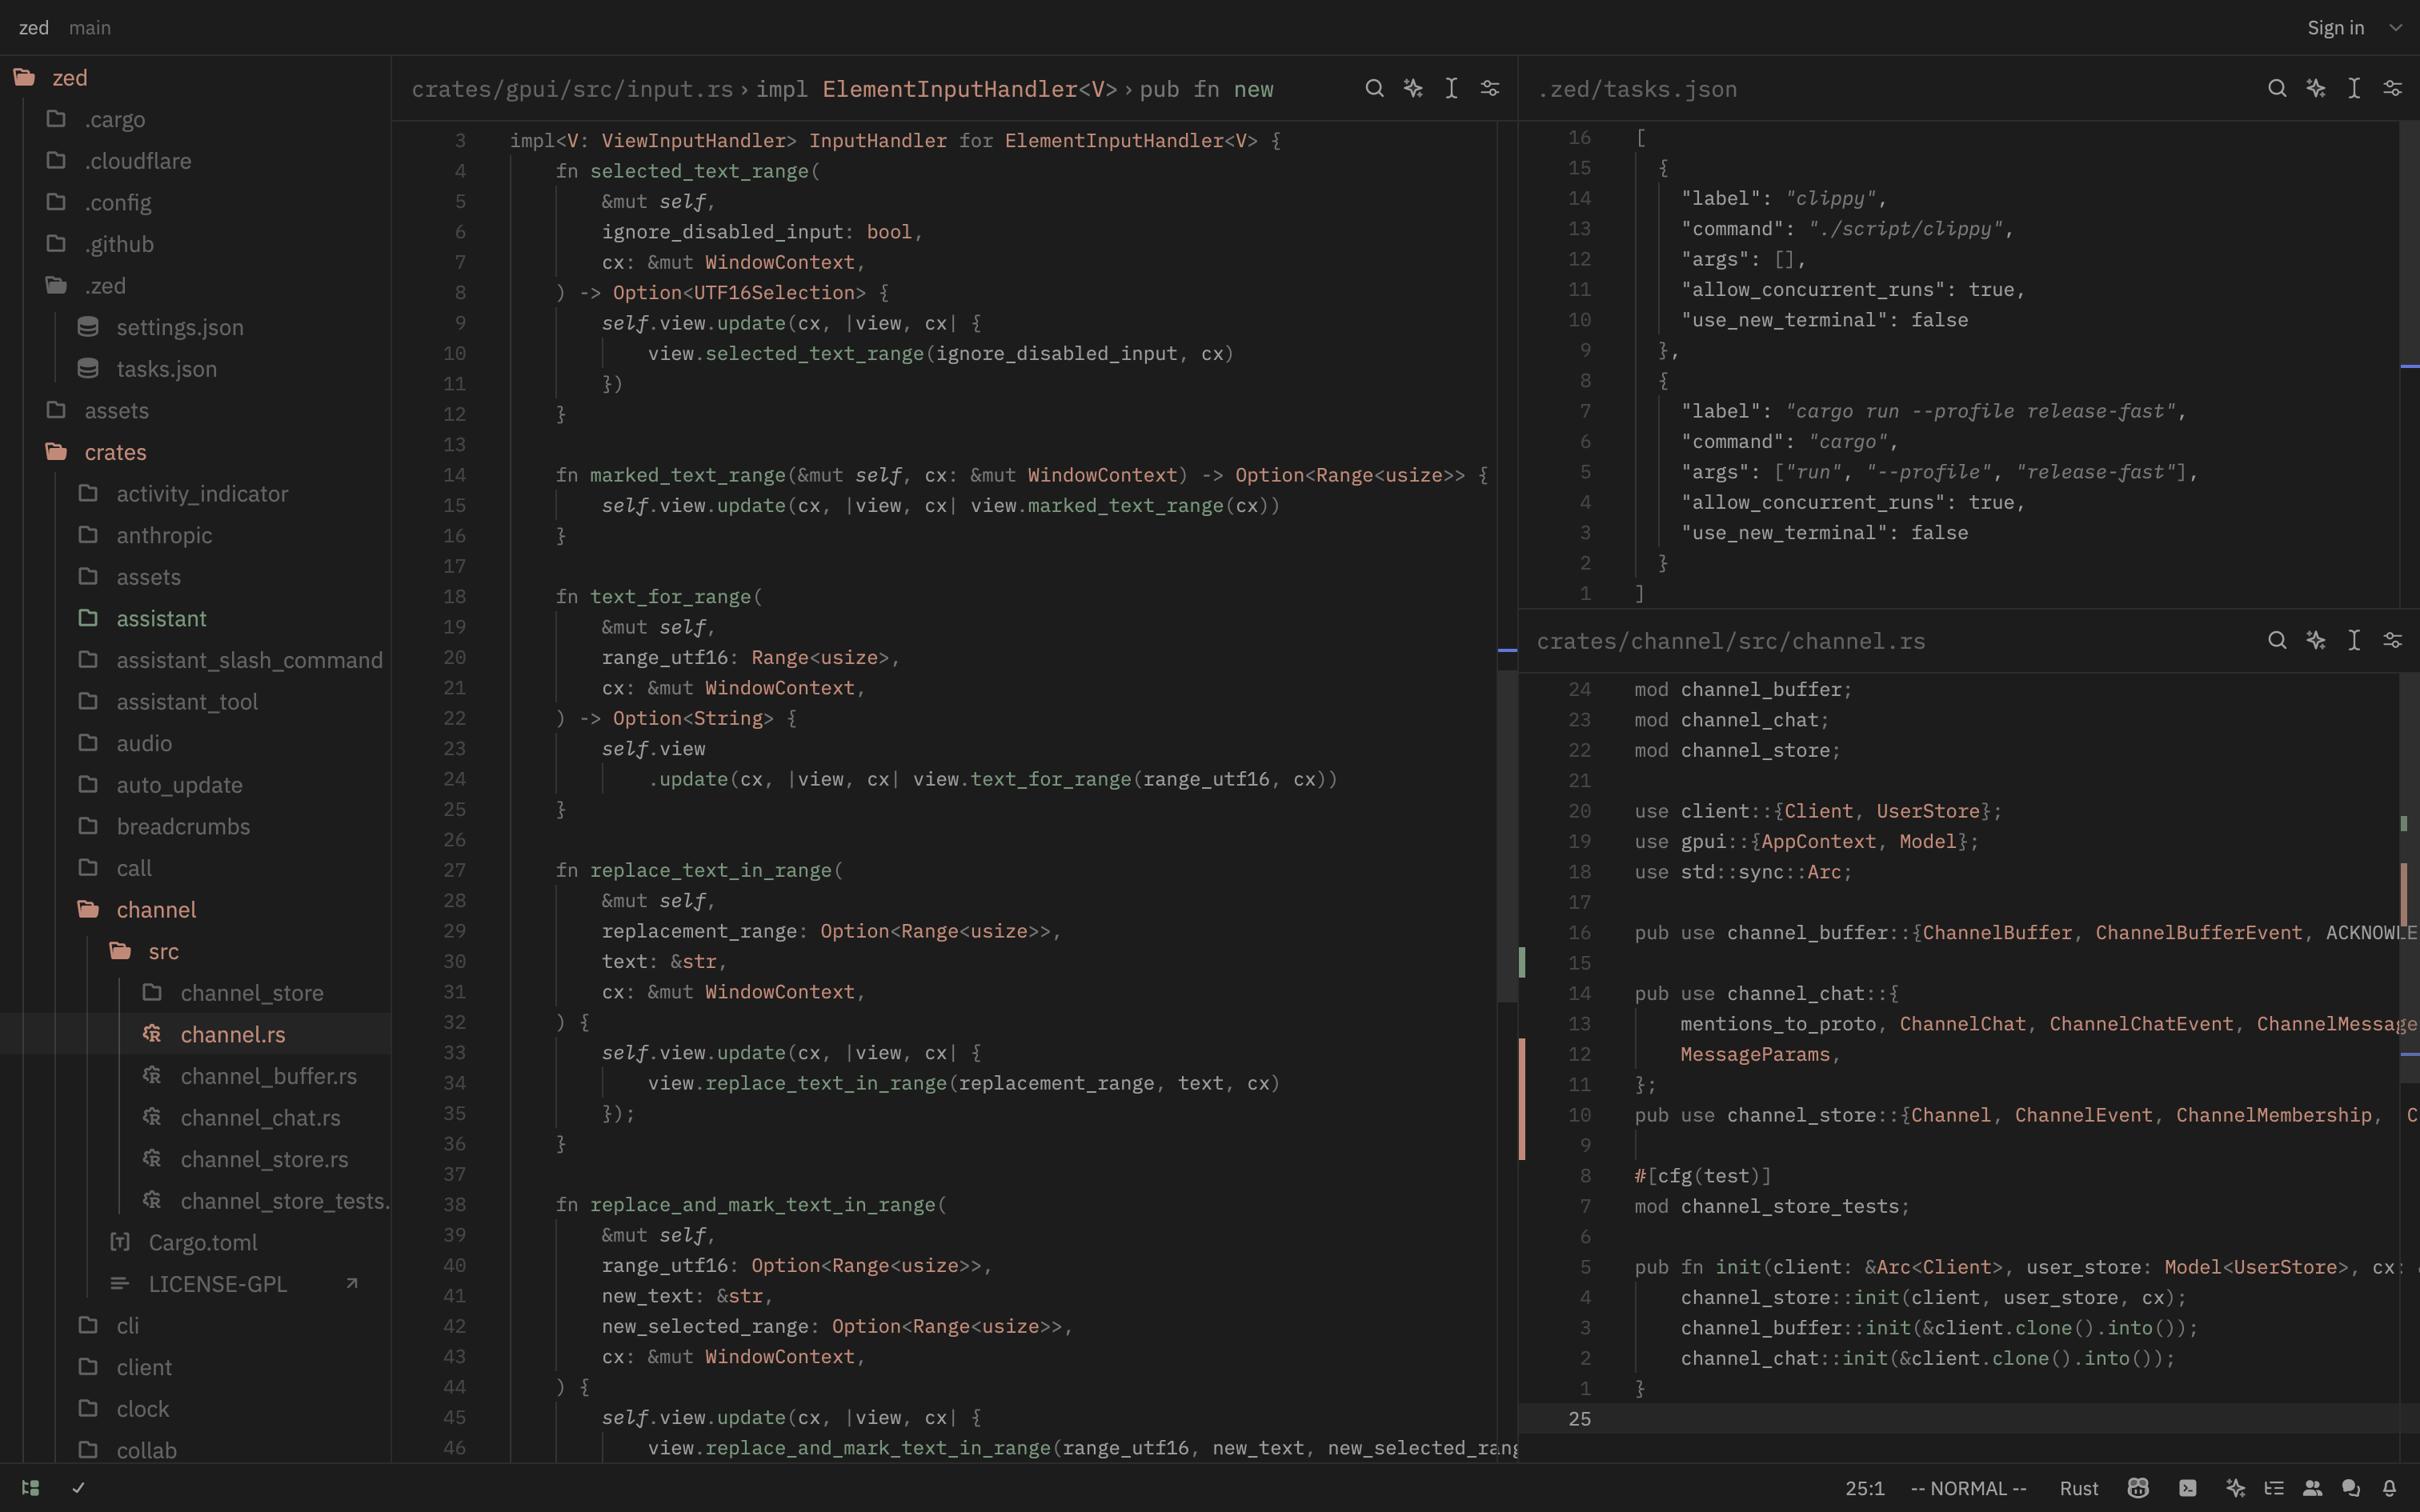 zed main
Sign in
zed
.cargo
.cloudflare
.config
.github
.zed
settings.json
tasks.json
assets
crates
activity_indicator
anthropic
assets
assistant
assistant_slash_command
assistant_tool
audio
auto_update
breadcrumbs
call
channel
src
channel_store
channel.rs
channel_buffer.rs
channel_chat.rs
channel_store.rs
channel_store_tests.
Cargo.toml
LICENSE-GPL
cli
client
clock
collab
crates/gpui/src/input.rs › impl ElementInputHandler<V> › pub fn new
3 impl<V: ViewInputHandler> InputHandler for ElementInputHandler<V> {
4 fn selected_text_range(
5 &mut self,
6 ignore_disabled_input: bool,
7 cx: &mut WindowContext,
8 ) -> Option<UTF16Selection> {
9 self.view.update(cx, |view, cx| {
10 view.selected_text_range(ignore_disabled_input, cx)
11 })
12 }
13
14 fn marked_text_range(&mut self, cx: &mut WindowContext) -> Option<Range<usize>> {
15 self.view.update(cx, |view, cx| view.marked_text_range(cx))
16 }
17
18 fn text_for_range(
19 &mut self,
20 range_utf16: Range<usize>,
21 cx: &mut WindowContext,
22 ) -> Option<String> {
23 self.view
24 .update(cx, |view, cx| view.text_for_range(range_utf16, cx))
25 }
26
27 fn replace_text_in_range(
28 &mut self,
29 replacement_range: Option<Range<usize>>,
30 text: &str,
31 cx: &mut WindowContext,
32 ) {
33 self.view.update(cx, |view, cx| {
34 view.replace_text_in_range(replacement_range, text, cx)
35 });
36 }
37
38 fn replace_and_mark_text_in_range(
39 &mut self,
40 range_utf16: Option<Range<usize>>,
41 new_text: &str,
42 new_selected_range: Option<Range<usize>>,
43 cx: &mut WindowContext,
44 ) {
45 self.view.update(cx, |view, cx| {
46 view.replace_and_mark_text_in_range(range_utf16, new_text, new_selected_rang
.zed/tasks.json
16 [
15 {
14 "label": "clippy",
13 "command": "./script/clippy",
12 "args": [],
11 "allow_concurrent_runs": true,
10 "use_new_terminal": false
9 },
8 {
7 "label": "cargo run --profile release-fast",
6 "command": "cargo",
5 "args": ["run", "--profile", "release-fast"],
4 "allow_concurrent_runs": true,
3 "use_new_terminal": false
2 }
1 ]
crates/channel/src/channel.rs
24 mod channel_buffer;
23 mod channel_chat;
22 mod channel_store;
21
20 use client::{Client, UserStore};
19 use gpui::{AppContext, Model};
18 use std::sync::Arc;
17
16 pub use channel_buffer::{ChannelBuffer, ChannelBufferEvent, ACKNOWLE
15
14 pub use channel_chat::{
13 mentions_to_proto, ChannelChat, ChannelChatEvent, ChannelMessage
12 MessageParams,
11 };
10 pub use channel_store::{Channel, ChannelEvent, ChannelMembership, C
9
8 #[cfg(test)]
7 mod channel_store_tests;
6
5 pub fn init(client: &Arc<Client>, user_store: Model<UserStore>, cx: &
4 channel_store::init(client, user_store, cx);
3 channel_buffer::init(&client.clone().into());
2 channel_chat::init(&client.clone().into());
1 }
25
25:1 -- NORMAL -- Rust